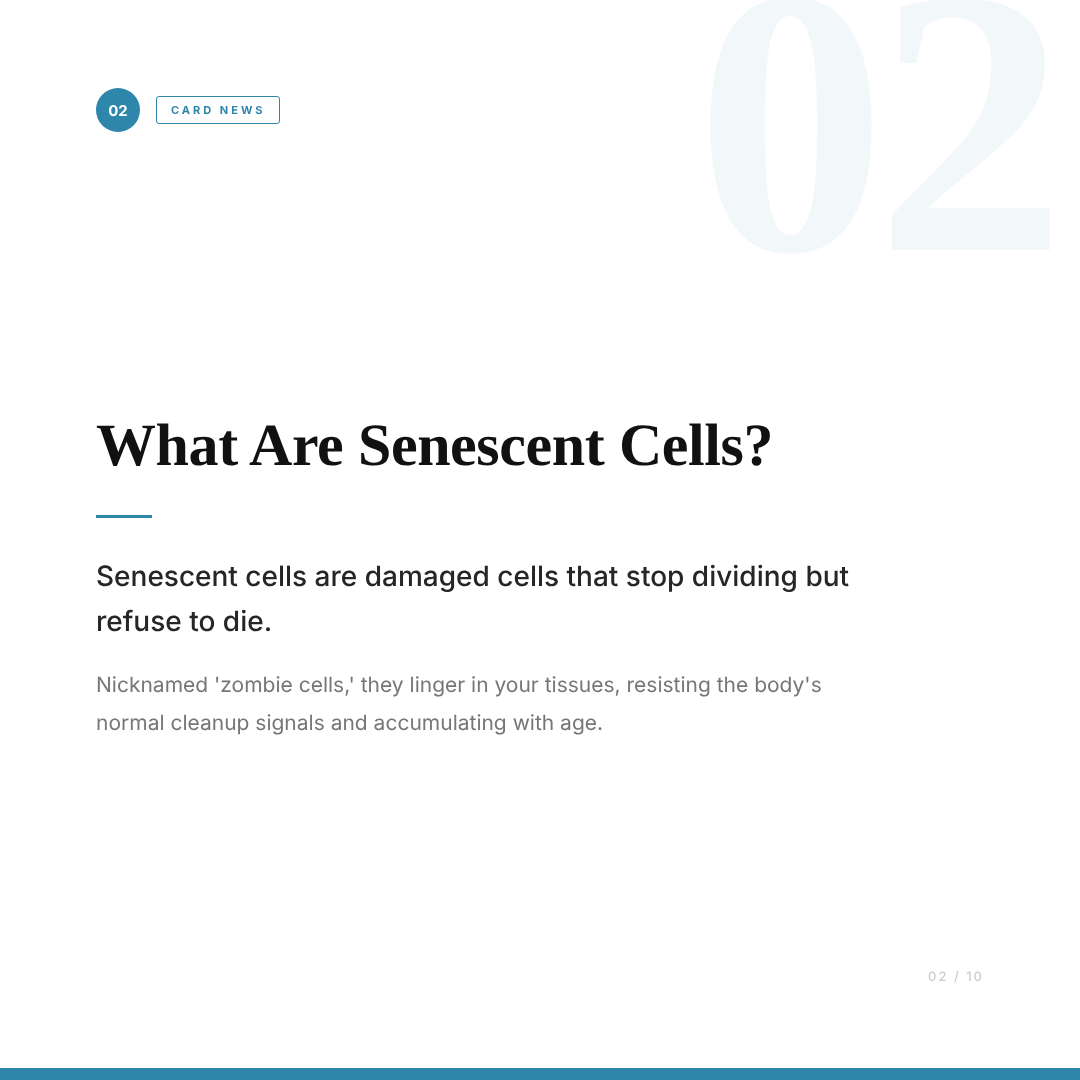 02
02
CARD NEWS
What Are Senescent Cells?
Senescent cells are damaged cells that stop dividing but
refuse to die.
Nicknamed 'zombie cells,' they linger in your tissues, resisting the body's
normal cleanup signals and accumulating with age.
02 / 10